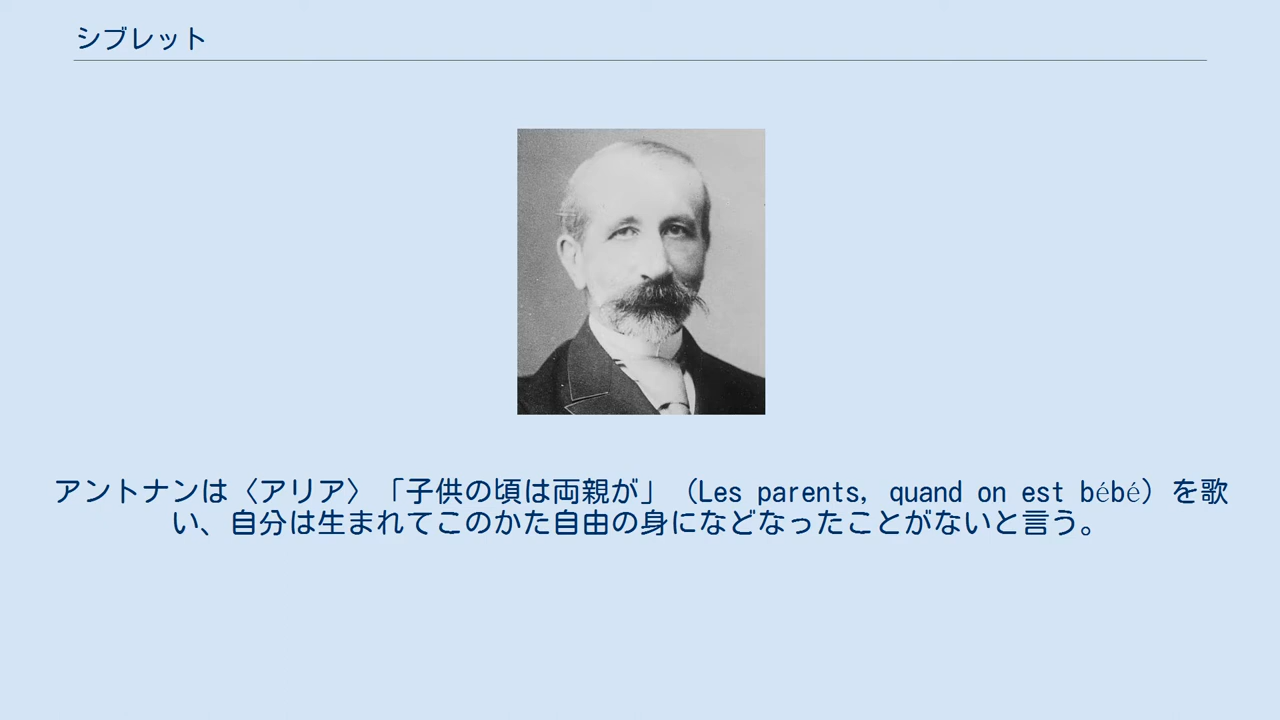 シブレット
アントナンは〈アリア〉「子供の頃は両親が」（Les parents, quand on est bébé）を歌
い、自分は生まれてこのかた自由の身になどなったことがないと言う。